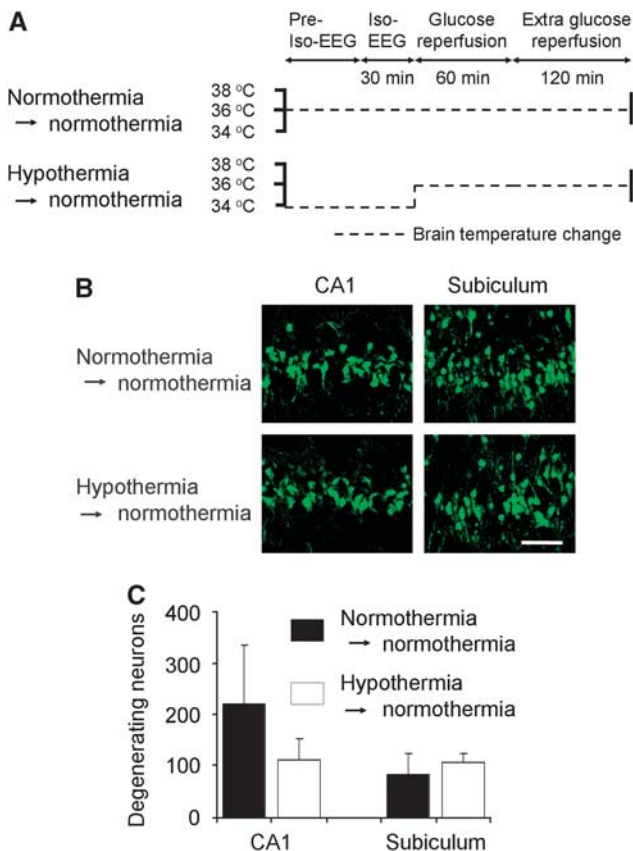 A
Pre-
Iso-EEG
Iso-
EEG
Glucose
reperfusion
Extra glucose
reperfusion
30 min
60 min
120 min
Normothermia
→ normothermia
38 °C
36 °C
34 °C
Hypothermia
→ normothermia
38 °C
36 °C
34 °C
Brain temperature change
B
CA1
Subiculum
Normothermia
→ normothermia
Hypothermia
→ normothermia
C
Degenerating neurons
400
300
200
100
0
Normothermia
→ normothermia
Hypothermia
→ normothermia
CA1
Subiculum